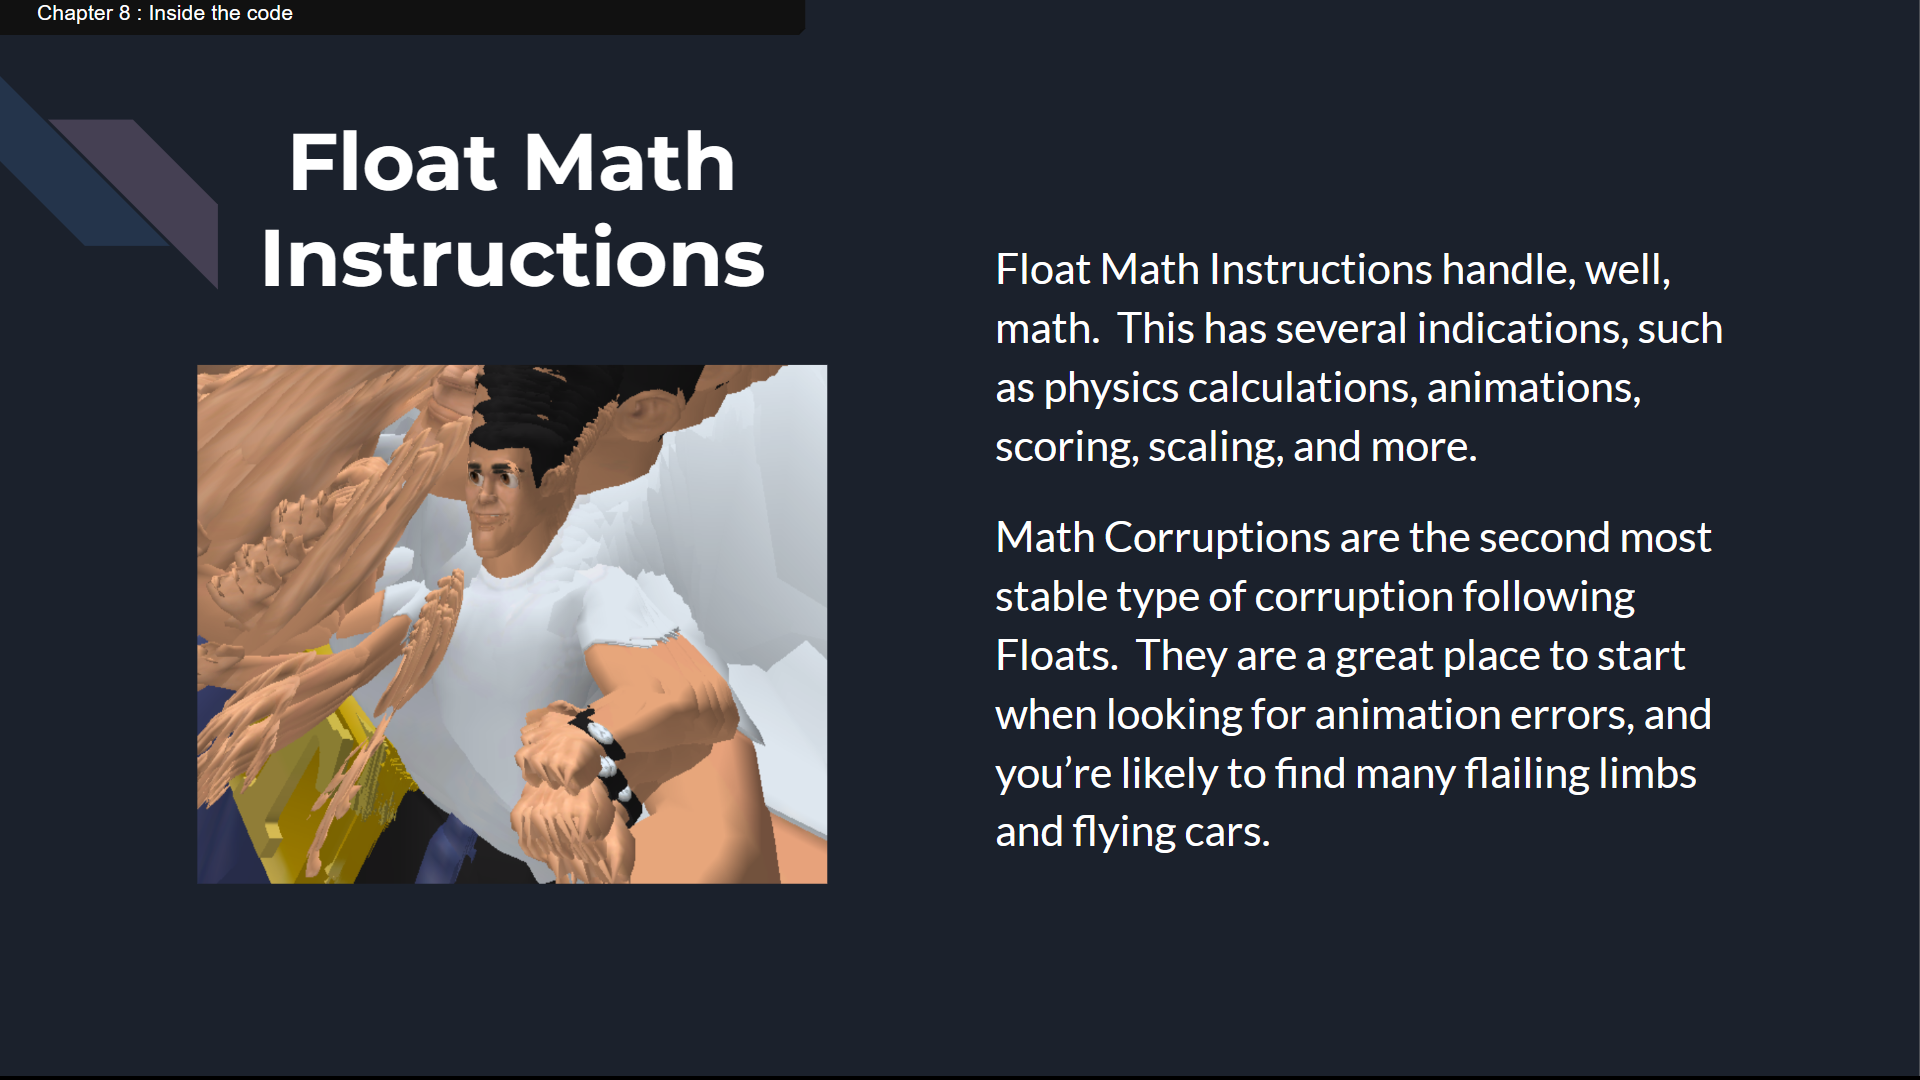 Chapter 8 : Inside the code
Float Math
Instructions
Float Math Instructions handle, well,
math.  This has several indications, such
as physics calculations, animations,
scoring, scaling, and more.
Math Corruptions are the second most
stable type of corruption following
Floats.  They are a great place to start
when looking for animation errors, and
you’re likely to find many flailing limbs
and flying cars.